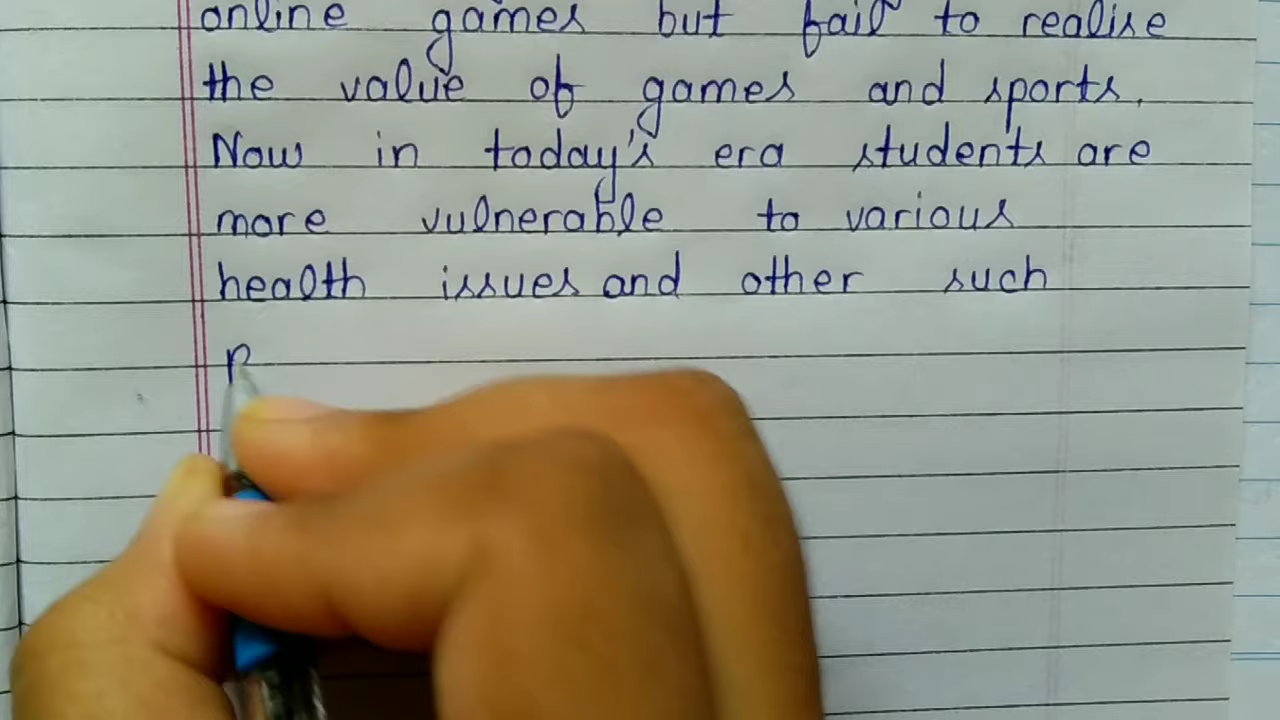 online games but fail to realise
the value of games and sports.
Now in today's era students are
more vulnerable to various
health issues and other such
p